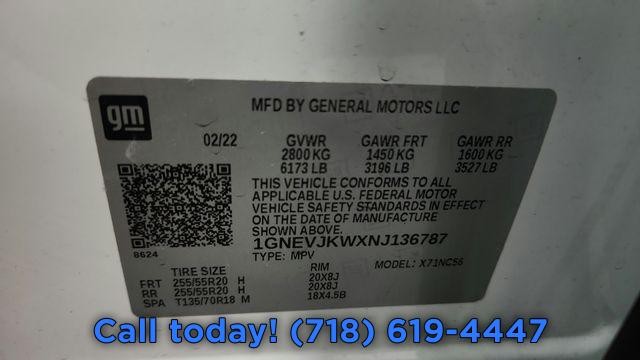 gm
MFD BY GENERAL MOTORS LLC
02/22 GVWR GAWR FRT GAWR RR
2800 KG 1450 KG 1600 KG
6173 LB 3196 LB 3527 LB
THIS VEHICLE CONFORMS TO ALL
APPLICABLE U.S. FEDERAL MOTOR
VEHICLE SAFETY STANDARDS IN EFFECT
ON THE DATE OF MANUFACTURE
SHOWN ABOVE.
1GNEVJKWXNJ136787
8624
TYPE: MPV MODEL: X71NC56
TIRE SIZE RIM
FRT 255/55R20 H 20X8J
RR 255/55R20 H 20X8J
SPA T135/70R18 M 18X4.5B
Call today! (718) 619-4447